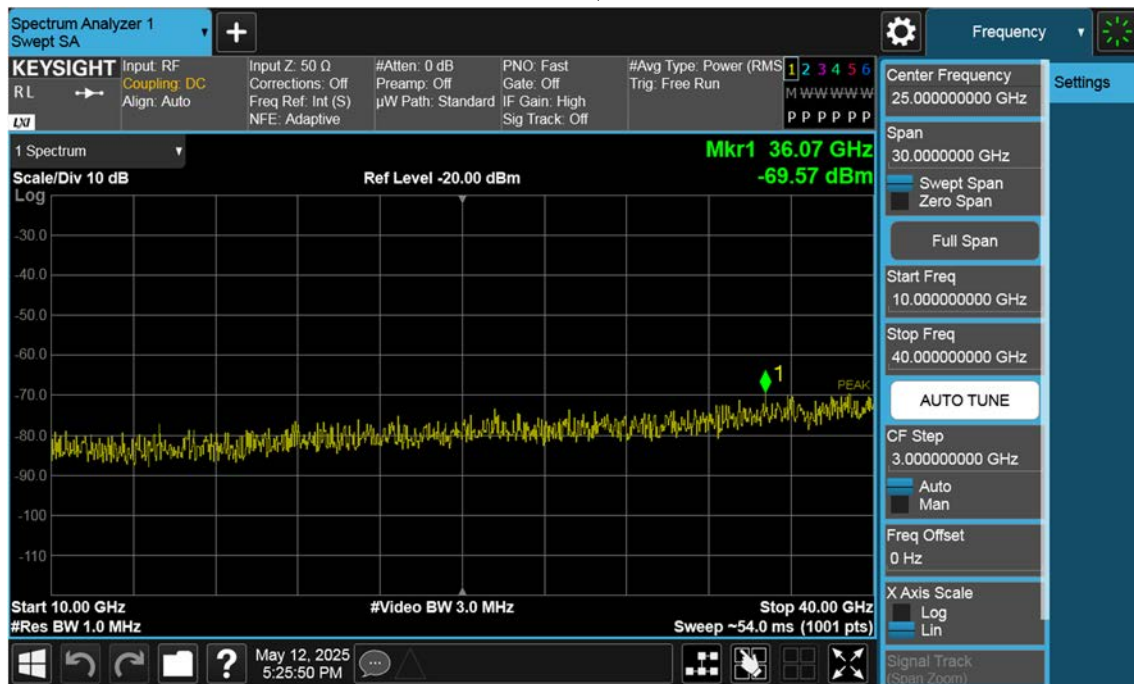 Spectrum Analyzer 1
Swept SA
+
Frequency
KEYSIGHT
RL
LXI
Input: RF
Coupling: DC
Align: Auto
Input Z: 50 Ω
Corrections: Off
Freq Ref: Int (S)
NFE: Adaptive
#Atten: 0 dB
Preamp: Off
µW Path: Standard
PNO: Fast
Gate: Off
IF Gain: High
Sig Track: Off
#Avg Type: Power (RMS
Trig: Free Run
1 2 3 4 5 6
M W W W W W
P P P P P P
Center Frequency
25.000000000 GHz
Settings
Span
30.0000000 GHz
Swept Span
Zero Span
Full Span
Start Freq
10.000000000 GHz
Stop Freq
40.000000000 GHz
AUTO TUNE
CF Step
3.000000000 GHz
Auto
Man
Freq Offset
0 Hz
X Axis Scale
Log
Lin
Signal Track
(Span Zoom)
1 Spectrum
Mkr1 36.07 GHz
-69.57 dBm
Scale/Div 10 dB
Ref Level -20.00 dBm
Log
-30.0
-40.0
-50.0
-60.0
1
PEAK
-70.0
-80.0
-90.0
-100
-110
Start 10.00 GHz
#Video BW 3.0 MHz
Stop 40.00 GHz
#Res BW 1.0 MHz
Sweep ~54.0 ms (1001 pts)
?
May 12, 2025
5:25:50 PM